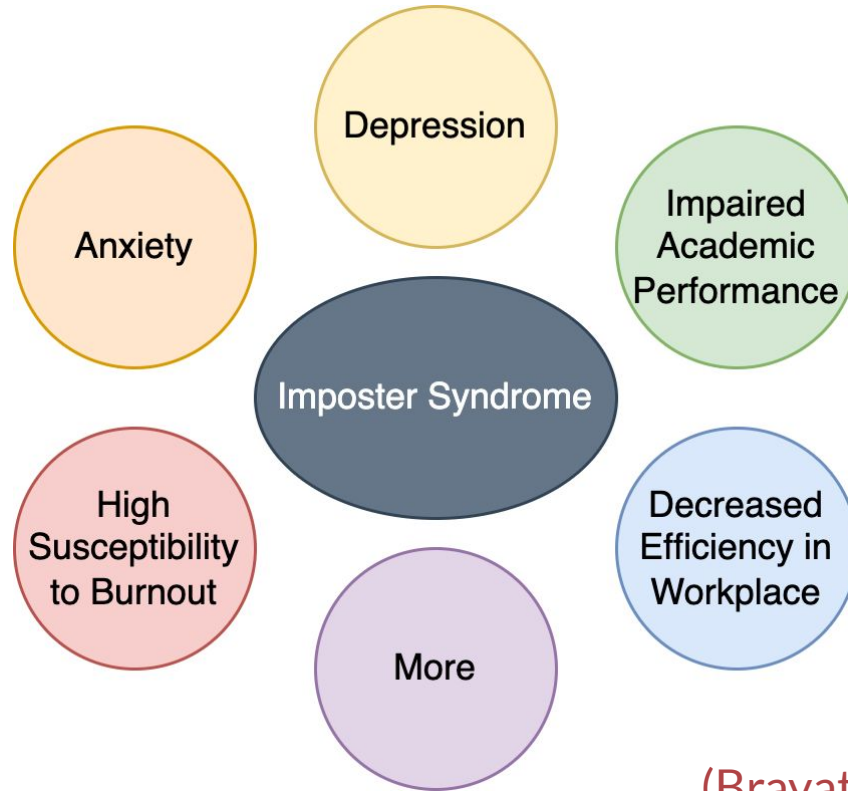 Depression
Anxiety
Impaired
Academic
Performance
Imposter Syndrome
High
Susceptibility
to Burnout
Decreased
Efficiency in
Workplace
More